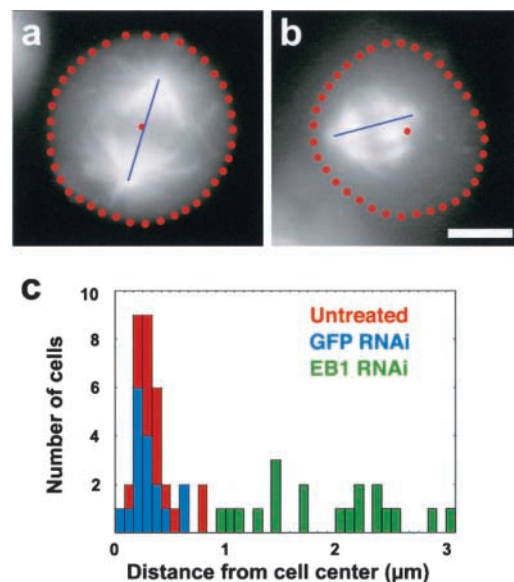 a
b
c
10
8
6
4
2
Number of cells
Untreated
GFP RNAi
EB1 RNAi
0
1
2
3
Distance from cell center (µm)